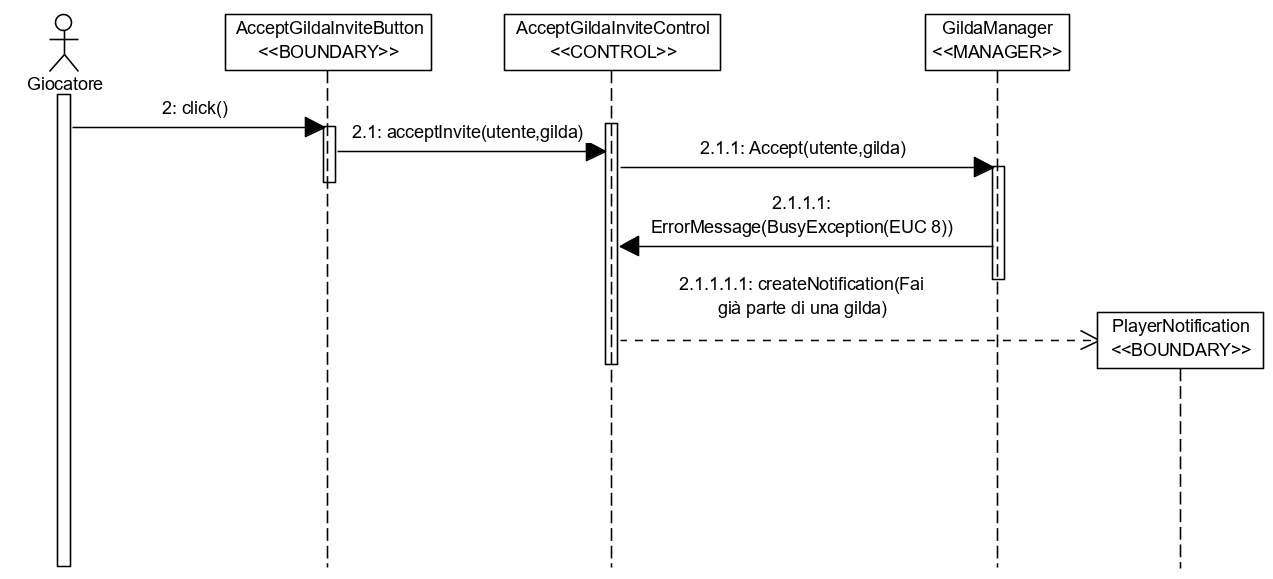 AcceptGildaInviteButton
<<BOUNDARY>>
AcceptGildaInviteControl
<<CONTROL>>
GildaManager
<<MANAGER>>
Giocatore
2: click()
2.1: acceptInvite(utente,gilda)
2.1.1: Accept(utente,gilda)
2.1.1.1:
ErrorMessage(BusyException(EUC 8))
2.1.1.1.1: createNotification(Fai
già parte di una gilda)
PlayerNotification
<<BOUNDARY>>